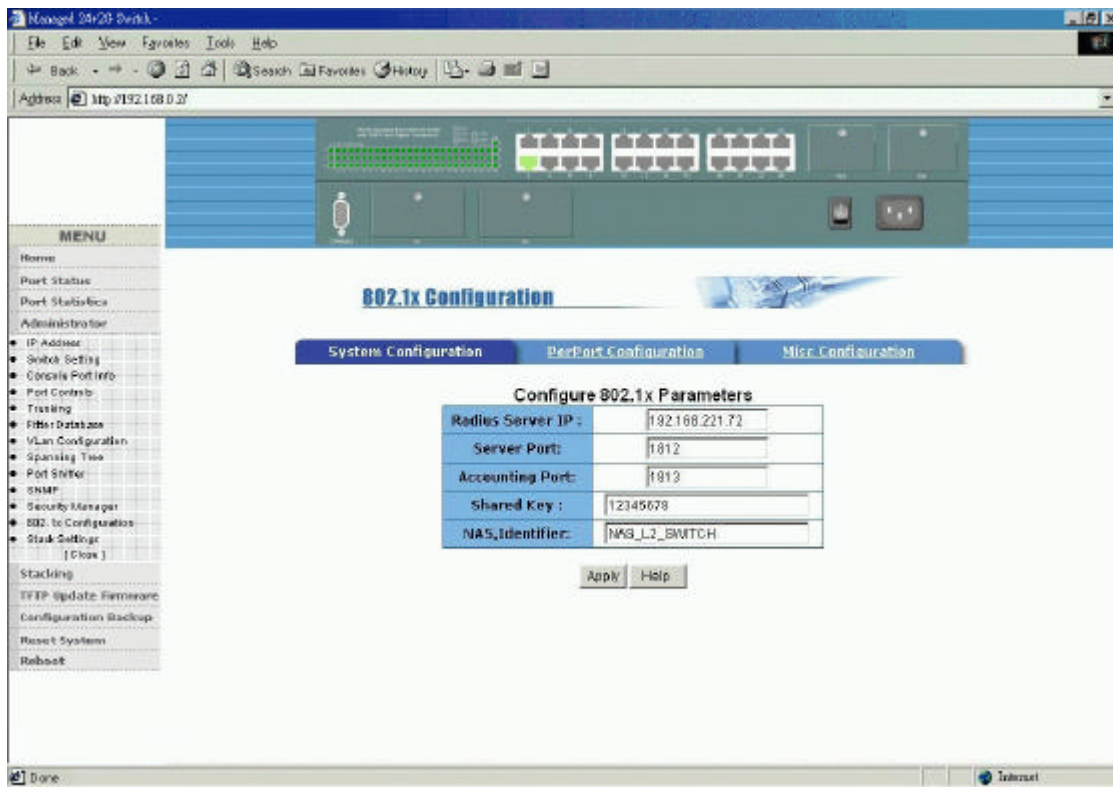 Managed 24+2G Switch -
File Edit View Favorites Tools Help
Back Search Favorites History
Address http://192.168.0.2/
MENU
Home
Port Status
Port Statistics
Administrator
IP Address
Switch Setting
Console Port Info
Port Controls
Trunking
Filter Database
VLan Configuration
Spanning Tree
Port Sniffer
SNMP
Security Manager
802.1x Configuration
Stack Settings
[ Close ]
Stacking
TFTP Update Firmware
Configuration Backup
Reset System
Reboot
802.1x Configuration
System Configuration PerPort Configuration Misc Configuration
Configure 802.1x Parameters
Radius Server IP : 192.168.221.72
Server Port: 1812
Accounting Port: 1813
Shared Key : 12345678
NAS,Identifier: NAS_L2_SWITCH
Apply Help
Done Internet